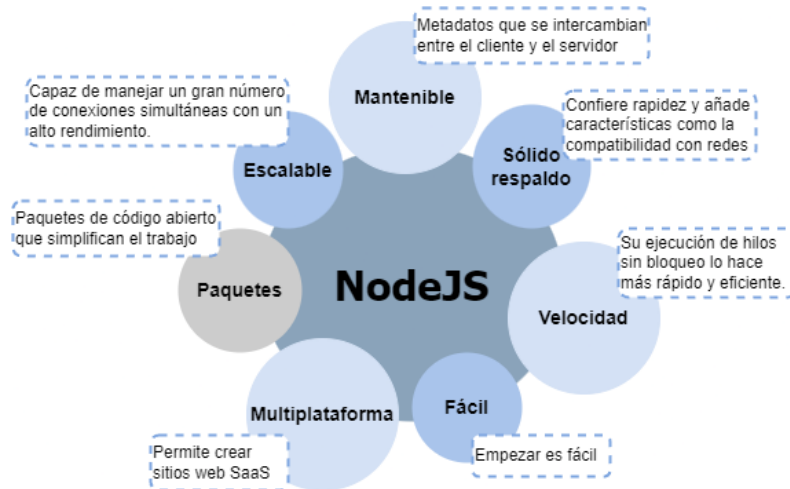 Metadatos que se intercambian
entre el cliente y el servidor
Mantenible
Capaz de manejar un gran número
de conexiones simultáneas con un
alto rendimiento.
Escalable
Confiere rapidez y añade
características como la
compatibilidad con redes
Sólido
respaldo
Paquetes de código abierto
que simplifican el trabajo
Paquetes
NodeJS
Su ejecución de hilos
sin bloqueo lo hace
más rápido y eficiente.
Velocidad
Multiplataforma
Permite crear
sitios web SaaS
Fácil
Empezar es fácil